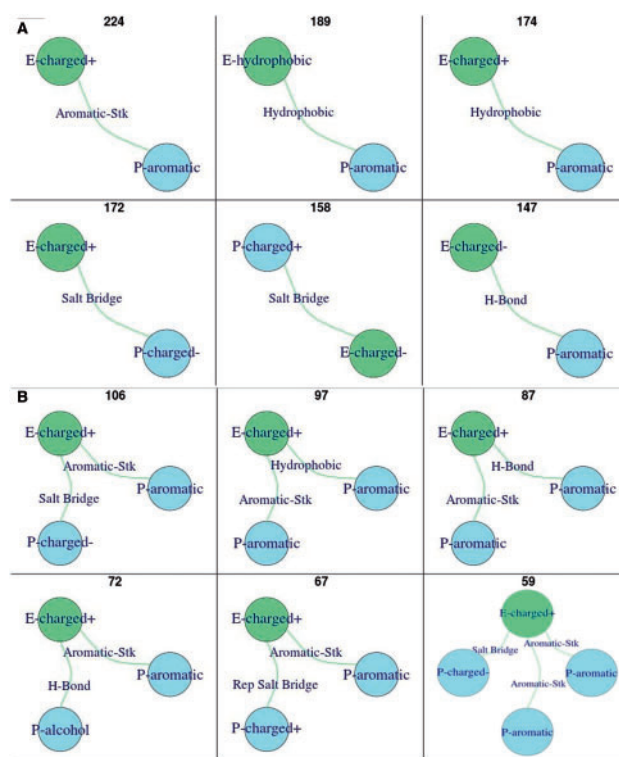 A
224
E-charged+
Aromatic-Stk
P-aromatic
189
E-hydrophobic
Hydrophobic
P-aromatic
174
E-charged+
Hydrophobic
P-aromatic
172
E-charged+
Salt Bridge
P-charged-
158
P-charged+
Salt Bridge
E-charged-
147
E-charged-
H-Bond
P-aromatic
B
106
E-charged+
Aromatic-Stk
P-aromatic
Salt Bridge
P-charged-
97
E-charged+
Hydrophobic
P-aromatic
Aromatic-Stk
P-aromatic
87
E-charged+
H-Bond
P-aromatic
Aromatic-Stk
P-aromatic
72
E-charged+
Aromatic-Stk
P-aromatic
H-Bond
P-alcohol
67
E-charged+
Aromatic-Stk
P-aromatic
Rep Salt Bridge
P-charged+
59
E-charged+
Aromatic-Stk
Salt Bridge
P-charged-
P-aromatic
Aromatic-Stk
P-aromatic